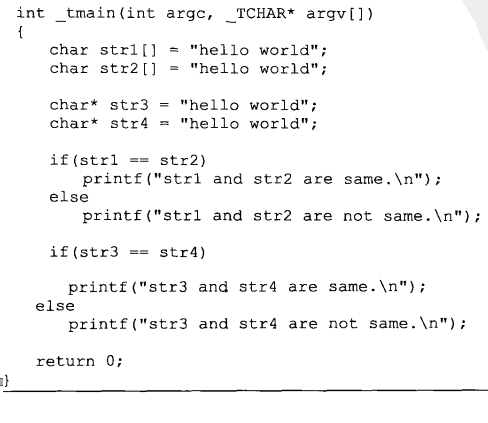 int _tmain(int argc, _TCHAR* argv[])
{
char str1[] = "hello world";
char str2[] = "hello world";
char* str3 = "hello world";
char* str4 = "hello world";
if(str1 == str2)
printf("str1 and str2 are same.\n");
else
printf("str1 and str2 are not same.\n");
if(str3 == str4)
printf("str3 and str4 are same.\n");
else
printf("str3 and str4 are not same.\n");
return 0;
}